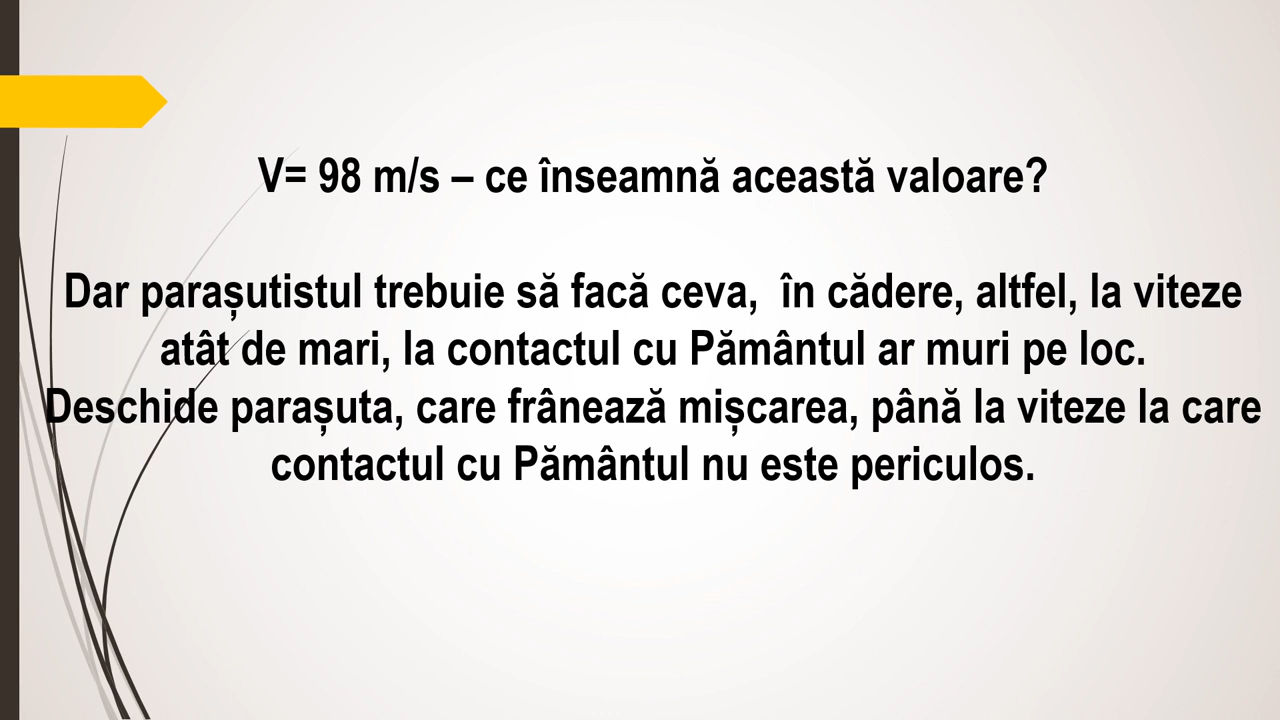 V= 98 m/s – ce înseamnă această valoare?
Dar parașutistul trebuie să facă ceva,  în cădere, altfel, la viteze
atât de mari, la contactul cu Pământul ar muri pe loc.
Deschide parașuta, care frânează mișcarea, până la viteze la care
contactul cu Pământul nu este periculos.